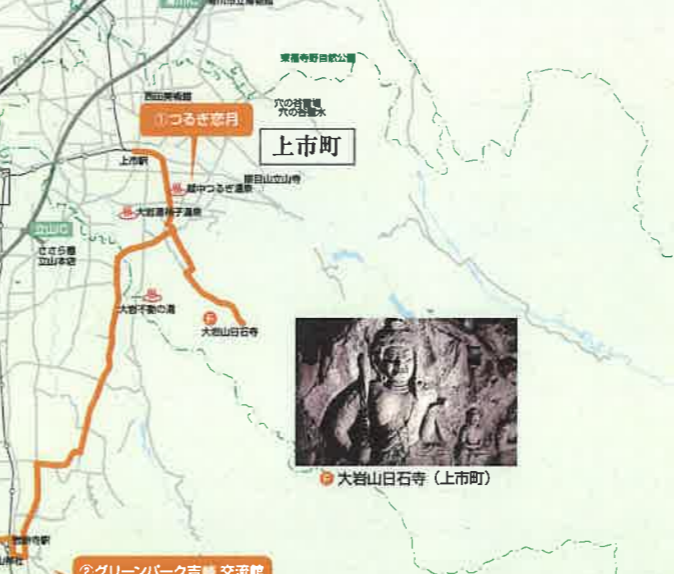 東福寺野自然公園
西田美術館
穴の谷霊場
穴の谷霊水
①つるぎ恋月
上市町
上市駅
眼目山立山寺
越中つるぎ温泉
大岩湯神子温泉
立山IC
ささら屋
立山本店
大岩不動の湯
F
大岩山日石寺
F 大岩山日石寺（上市町）
岩峅寺駅
②グリーンパーク吉峰 交流館